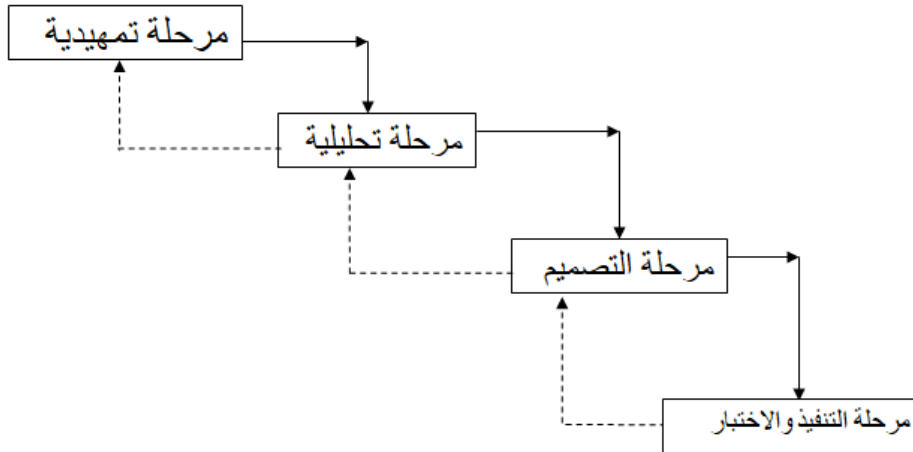 مرحلة تمهيدية
مرحلة تحليلية
مرحلة التصميم
مرحلة التنفيذ والاختبار